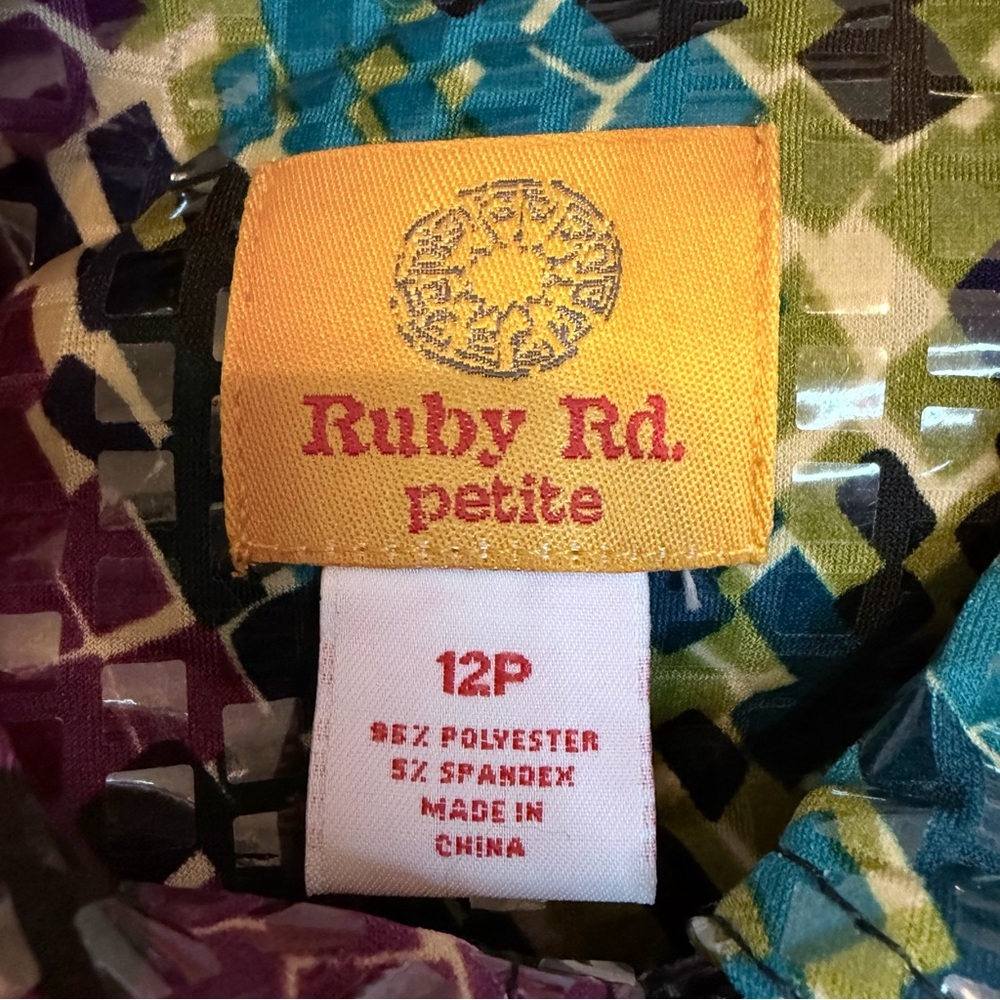 Ruby Rd.
petite
12P
95% POLYESTER
5% SPANDEX
MADE IN
CHINA